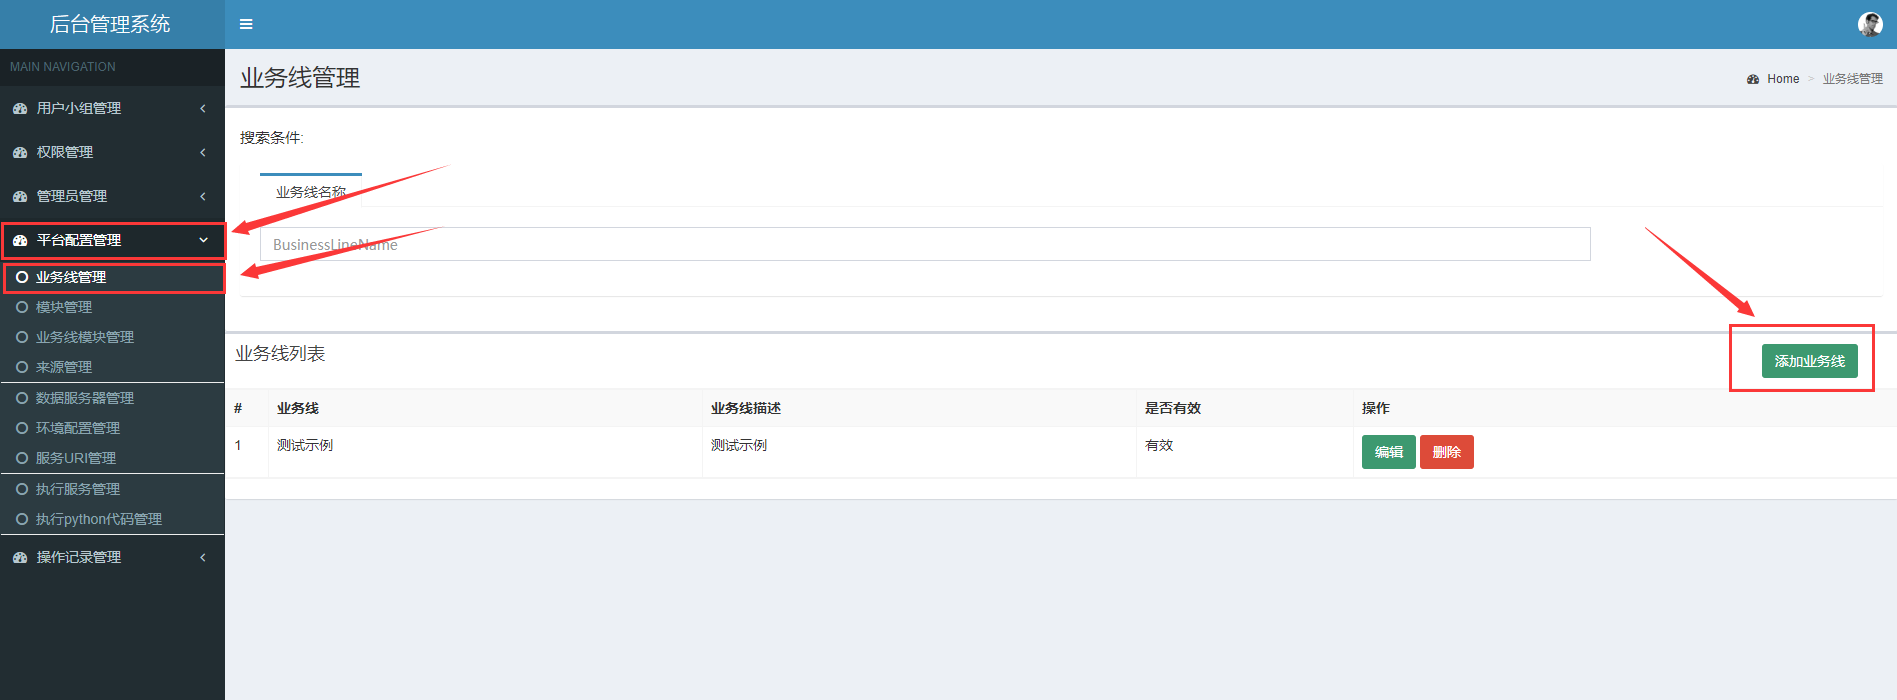 后台管理系统
MAIN NAVIGATION
用户小组管理
权限管理
管理员管理
平台配置管理
业务线管理
模块管理
业务线模块管理
来源管理
数据服务器管理
环境配置管理
服务URI管理
执行服务管理
执行python代码管理
操作记录管理
业务线管理
Home > 业务线管理
搜索条件:
业务线名称
BusinessLineName
业务线列表
添加业务线
# 业务线 业务线描述 是否有效 操作
1 测试示例 测试示例 有效 编辑 删除